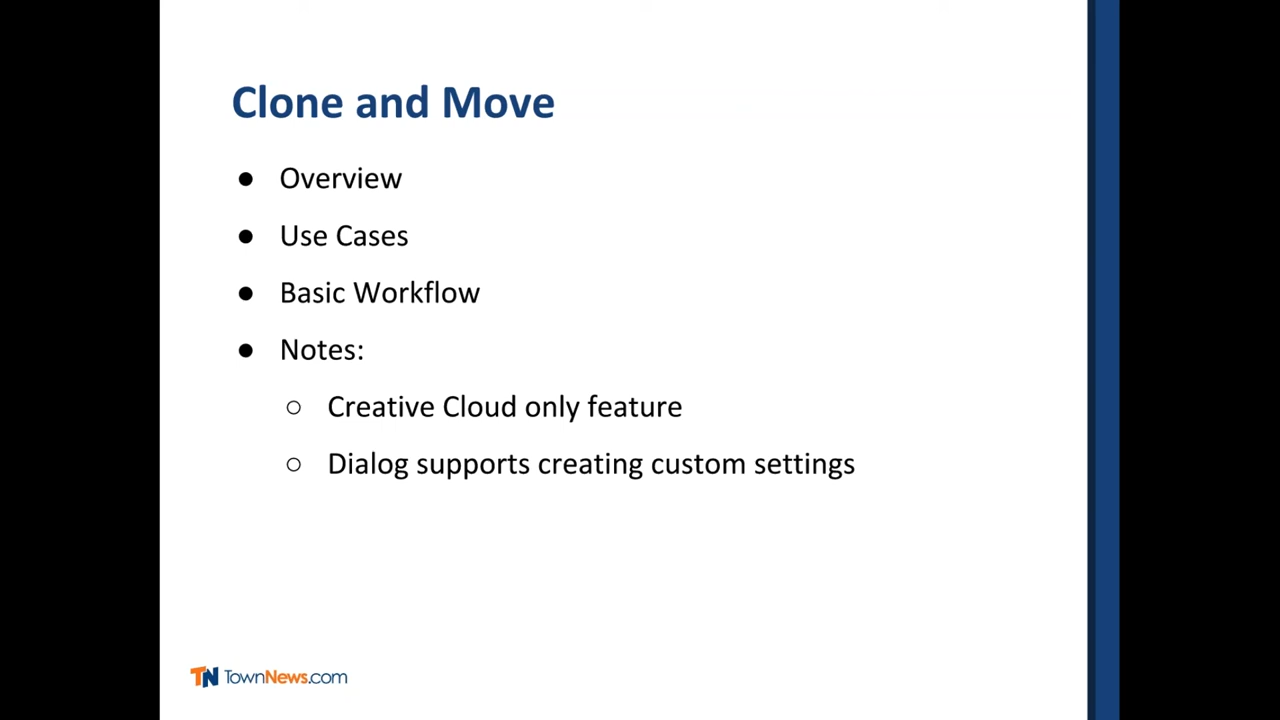 Clone and Move
● Overview
● Use Cases
● Basic Workflow
● Notes:
○ Creative Cloud only feature
○ Dialog supports creating custom settings
TN TownNews.com